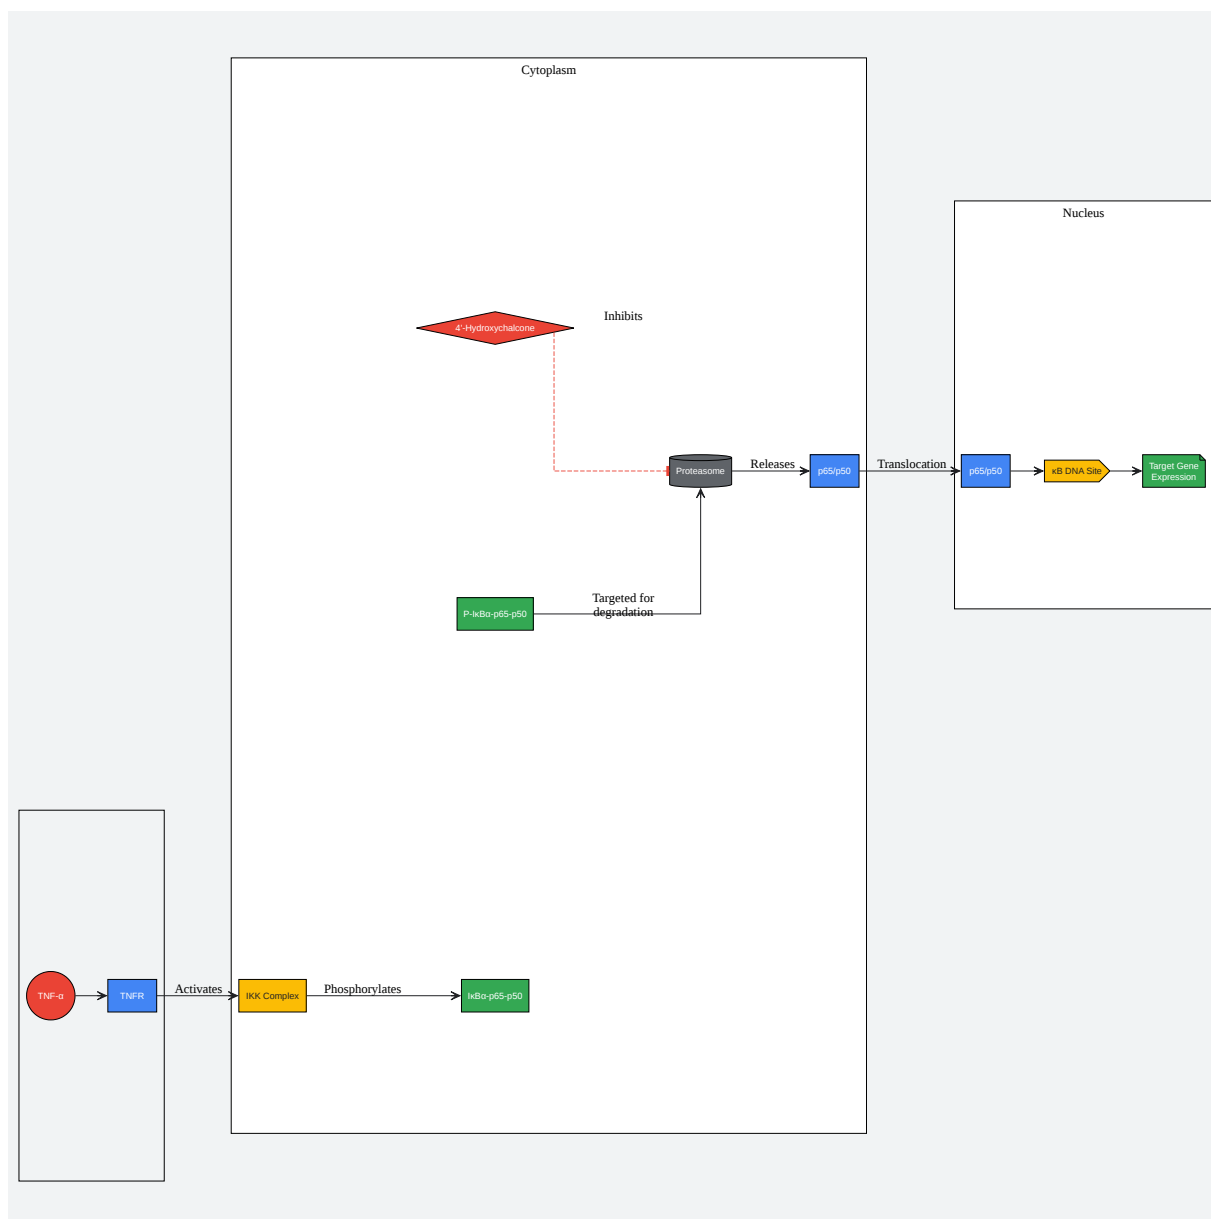 Cytoplasm
Nucleus
4'-Hydroxychalcone
Inhibits
Proteasome
Releases
p65/p50
Translocation
p65/p50
κB DNA Site
Target Gene
Expression
P-IκBα-p65-p50
Targeted for
degradation
TNF-α
TNFR
Activates
IKK Complex
Phosphorylates
IκBα-p65-p50